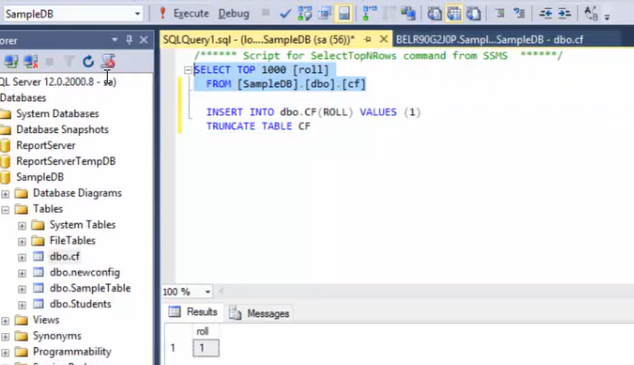 SampleDB
Execute Debug
orer
SQLQuery1.sql - (lo....SampleDB (sa (56))*
BELR90G2J0P.Sampl...SampleDB - dbo.cf
QL Server 12.0.2000.8 - sa)
Databases
System Databases
Database Snapshots
ReportServer
ReportServerTempDB
SampleDB
Database Diagrams
Tables
System Tables
FileTables
dbo.cf
dbo.newconfig
dbo.SampleTable
dbo.Students
Views
Synonyms
Programmability
/****** Script for SelectTopNRows command from SSMS ******/
SELECT TOP 1000 [roll]
FROM [SampleDB].[dbo].[cf]
INSERT INTO dbo.CF(ROLL) VALUES (1)
TRUNCATE TABLE CF
100 %
Results
Messages
roll
1
1